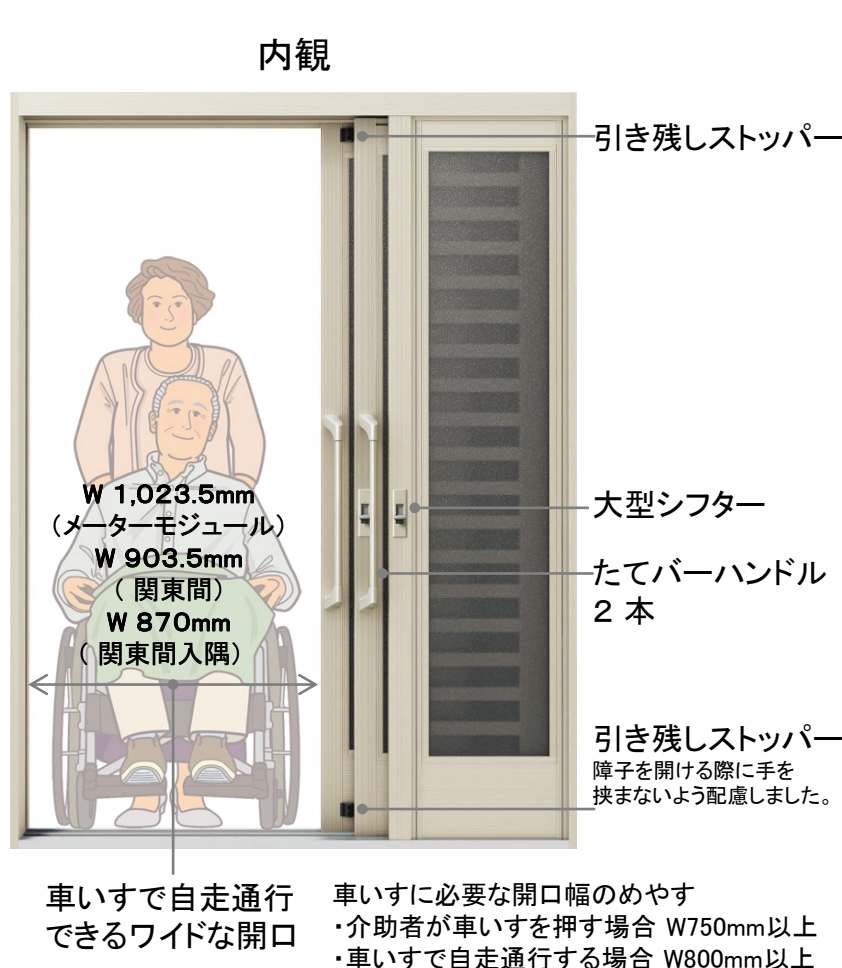 内観
引き残しストッパー
W 1,023.5mm
（メーターモジュール）
W 903.5mm
（ 関東間）
W 870mm
（ 関東間入隅）
大型シフター
たてバーハンドル
２ 本
引き残しストッパー
障子を開ける際に手を
挟まないよう配慮しました。
車いすで自走通行
できるワイドな開口
車いすに必要な開口幅のめやす
・介助者が車いすを押す場合 W750mm以上
・車いすで自走通行する場合 W800mm以上